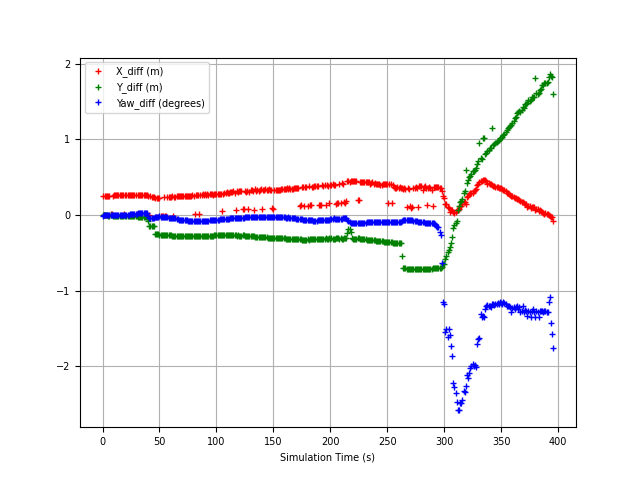 X_diff (m)
Y_diff (m)
Yaw_diff (degrees)
2
1
0
−1
−2
0 50 100 150 200 250 300 350 400
Simulation Time (s)